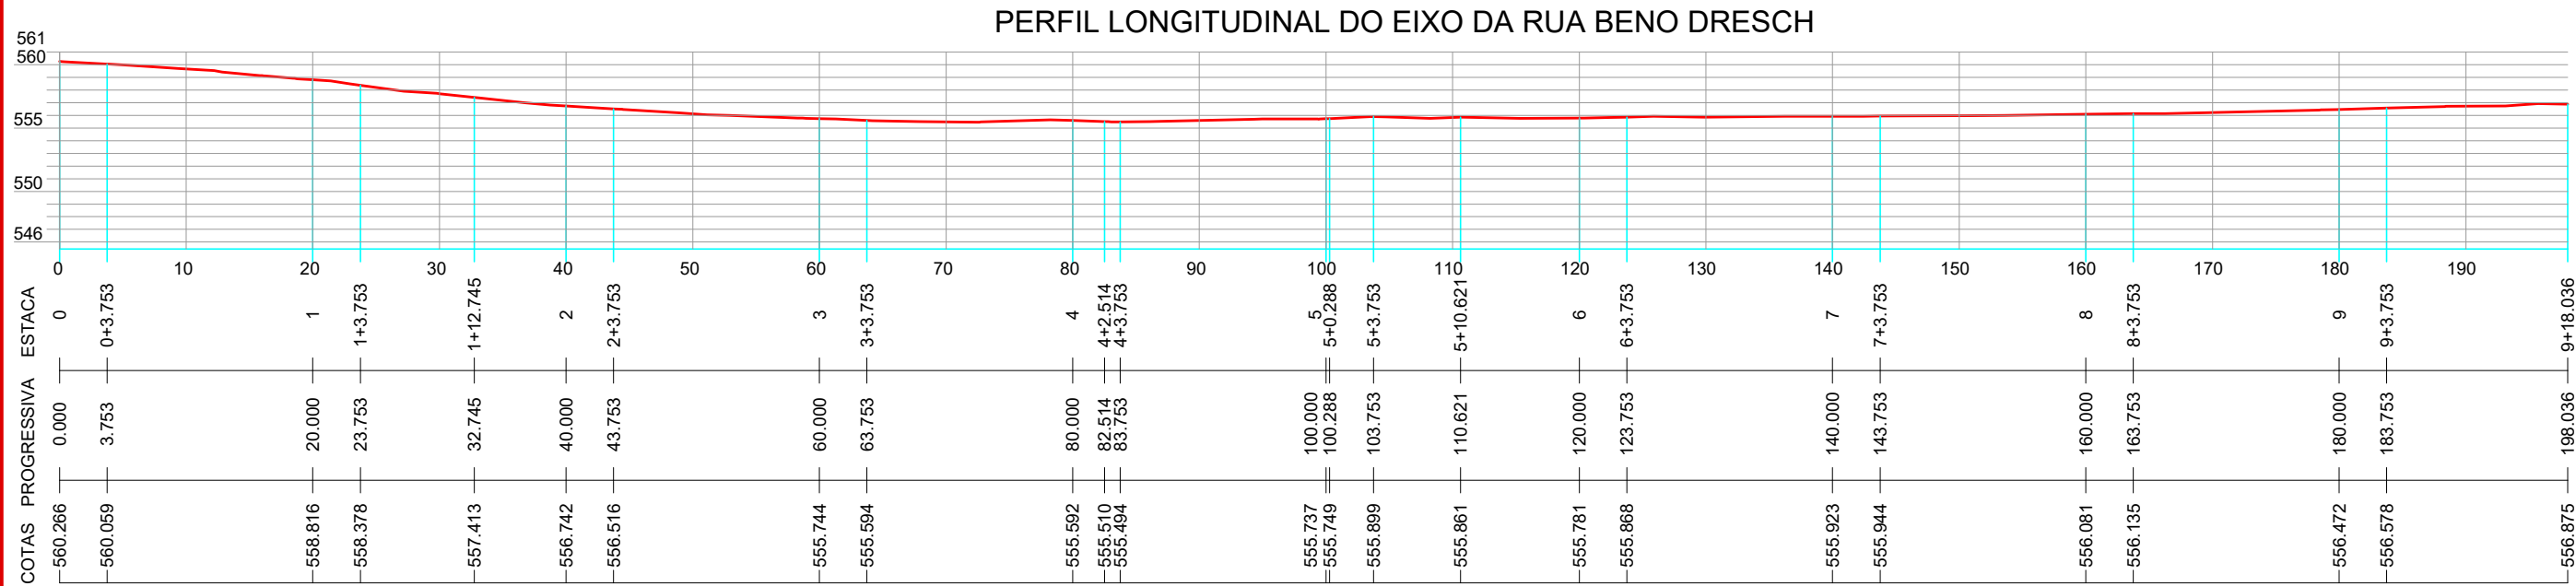 PERFIL LONGITUDINAL DO EIXO DA RUA BENO DRESCH
561
560
555
550
546
0 10 20 30 40 50 60 70 80 90 100 110 120 130 140 150 160 170 180 190
ESTACA 0 0+3.753 1 1+3.753 1+12.745 2 2+3.753 3 3+3.753 4 4+2.514 4+3.753 5 5+0.288 5+3.753 5+10.621 6 6+3.753 7 7+3.753 8 8+3.753 9 9+3.753 9+18.036
PROGRESSIVA 0.000 3.753 20.000 23.753 32.745 40.000 43.753 60.000 63.753 80.000 82.514 83.753 100.000 100.288 103.753 110.621 120.000 123.753 140.000 143.753 160.000 163.753 180.000 183.753 198.036
COTAS 560.266 560.059 558.816 558.378 557.413 556.742 556.516 555.744 555.594 555.592 555.510 555.494 555.737 555.749 555.899 555.861 555.781 555.868 555.923 555.944 556.081 556.135 556.472 556.578 556.875